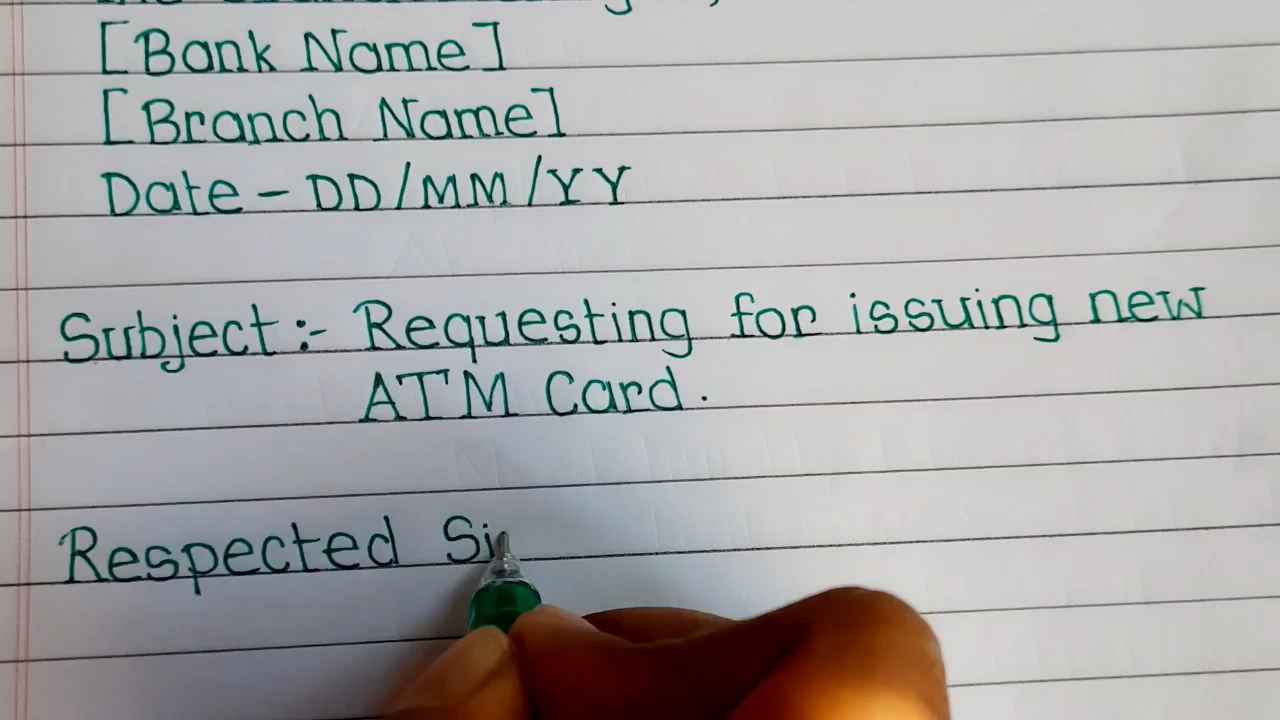 [Bank Name]
[Branch Name]
Date - DD/MM/YY
Subject :- Requesting for issuing new
ATM Card.
Respected Si